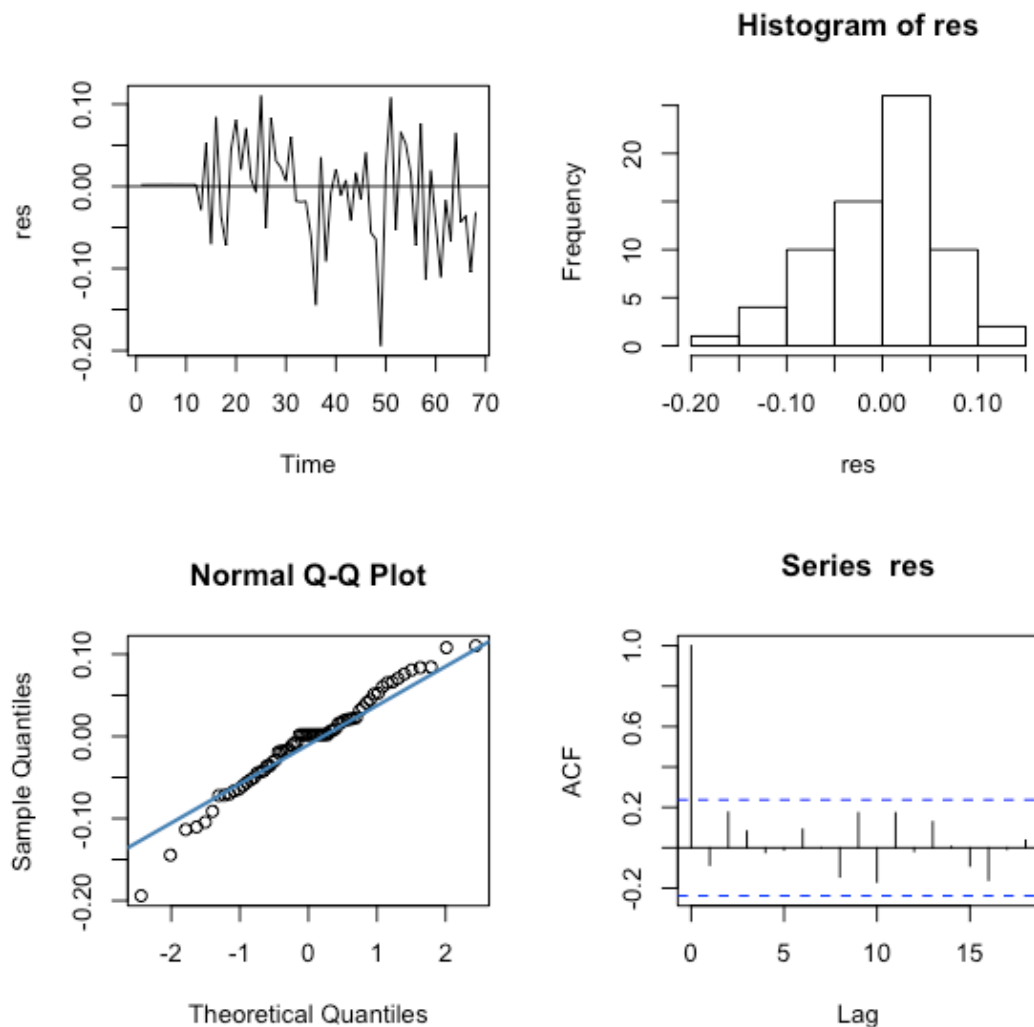 Histogram of res
res
0.10
0.00
-0.10
-0.20
0 10 20 30 40 50 60 70
Time
Frequency
20
10
5
0
-0.20 -0.10 0.00 0.10
res
Normal Q-Q Plot
Sample Quantiles
0.10
0.00
-0.10
-0.20
-2 -1 0 1 2
Theoretical Quantiles
Series res
ACF
1.0
0.6
0.2
-0.2
0 5 10 15
Lag